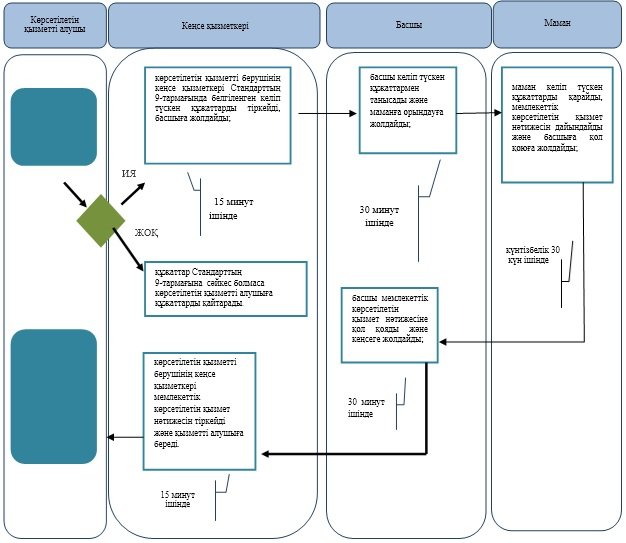 Көрсетілетін
қызметті алушы
Кеңсе қызметкері
Басшы
Маман
көрсетілетін қызметті берушінің
кеңсе қызметкері Стандарттың
9-тармағында белгіленген келіп
түскен құжаттарды тіркейді,
басшыға жолдайды;
басшы келіп түскен
құжаттармен
танысады және
маманға орындауға
жолдайды;
маман келіп түскен
құжаттарды қарайды,
мемлекеттік
көрсетілетін қызмет
нәтижесін дайындайды
және басшыға қол
қоюға жолдайды;
ИЯ
15 минут
ішінде
30 минут
ішінде
ЖОҚ
күнтізбелік 30
күн ішінде
құжаттар Стандарттың
9-тармағына сәйкес болмаса
көрсетілетін қызметті алушыға
құжаттарды қайтарады.
басшы мемлекеттік
көрсетілетін
қызмет нәтижесіне
қол қояды және
кеңсеге жолдайды;
көрсетілетін қызметті
берушінің кеңсе
қызметкері
мемлекеттік
көрсетілетін қызмет
нәтижесін тіркейді
және қызметті алушыға
береді.
30 минут
ішінде
15 минут
ішінде